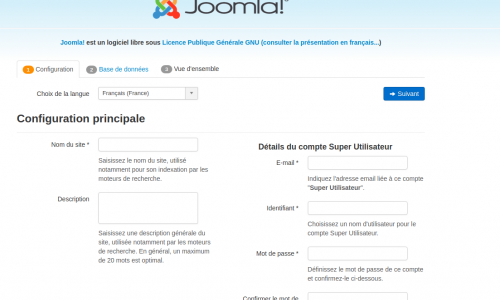 Joomla!™
Joomla! est un logiciel libre sous Licence Publique Générale GNU (consulter la présentation en français...)
1 Configuration 2 Base de données 3 Vue d'ensemble
Choix de la langue Français (France) Suivant
Configuration principale
Nom du site *
Saisissez le nom du site, utilisé
notamment pour son indexation par les
moteurs de recherche.
Description
Saisissez une description générale du
site, utilisée notamment par les moteurs
de recherche. En général, un maximum
de 20 mots est optimal.
Détails du compte Super Utilisateur
E-mail *
Indiquez l'adresse email liée à ce compte
"Super Utilisateur".
Identifiant *
Choisissez un nom d'utilisateur pour le
compte Super Utilisateur.
Mot de passe *
Définissez le mot de passe de ce compte
et confirmez-le ci-dessous.
Confirmer le mot de